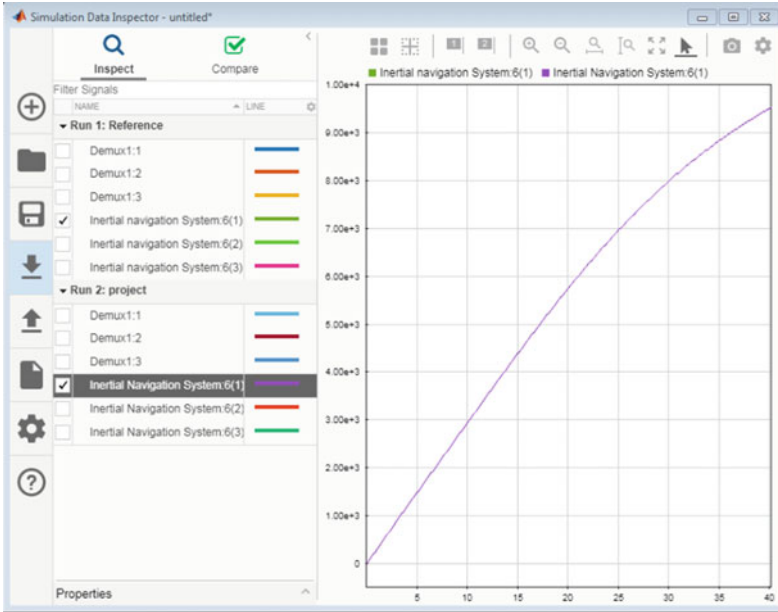 Simulation Data Inspector - untitled*
Inspect
Compare
Filter Signals
NAME
LINE
Run 1: Reference
Demux1:1
Demux1:2
Demux1:3
Inertial navigation System:6(1)
Inertial navigation System:6(2)
Inertial navigation System:6(3)
Run 2: project
Demux1:1
Demux1:2
Demux1:3
Inertial Navigation System:6(1)
Inertial Navigation System:6(2)
Inertial Navigation System:6(3)
Properties
1 2
Inertial navigation System:6(1) Inertial Navigation System:6(1)
1.00e+4
9.00e+3
8.00e+3
7.00e+3
6.00e+3
5.00e+3
4.00e+3
3.00e+3
2.00e+3
1.00e+3
0
5 10 15 20 25 30 35 40